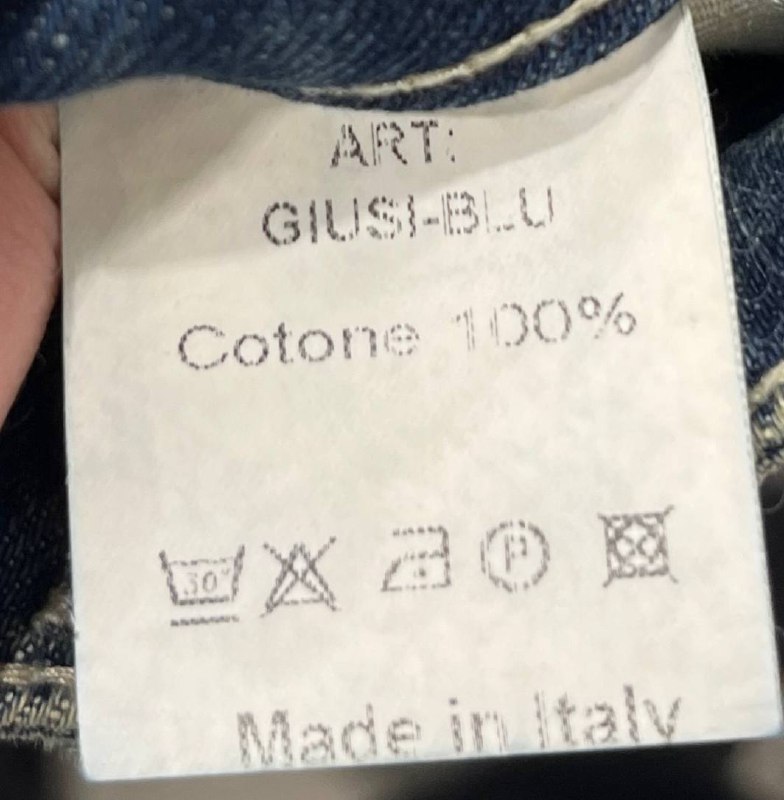 ART:
GIUSI-BLU
Cotone 100%
30°
P
Made in Italy